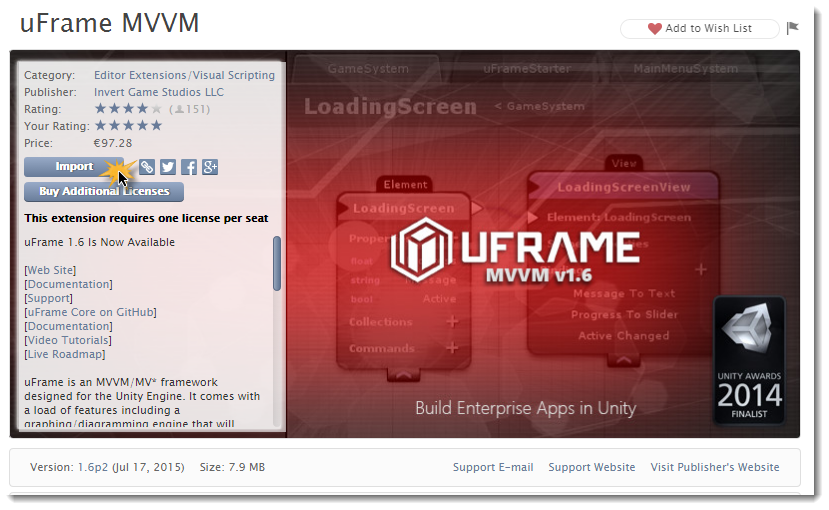 uFrame MVVM
Add to Wish List
Category: Editor Extensions/Visual Scripting
Publisher: Invert Game Studios LLC
Rating: (151)
Your Rating:
Price: €97.28
Import
Buy Additional Licenses
This extension requires one license per seat
uFrame 1.6 Is Now Available
[Web Site]
[Documentation]
[Support]
[uFrame Core on GitHub]
[Documentation]
[Video Tutorials]
[Live Roadmap]
uFrame is an MVVM/MV* framework
designed for the Unity Engine. It comes with
a load of features including a
graphing/diagramming engine that will
GameSystem uFrameStarter MainMenuSystem
LoadingScreen < GameSystem
Element
LoadingScreen
string Message
bool Active
Collections +
Commands +
View
LoadingScreenView
Element: LoadingScreen
+
Message To Text
Progress To Slider
Active Changed
UFRAME
MVVM v1.6
Build Enterprise Apps in Unity
UNITY AWARDS
2014
FINALIST
Version: 1.6p2 (Jul 17, 2015) Size: 7.9 MB
Support E-mail Support Website Visit Publisher's Website